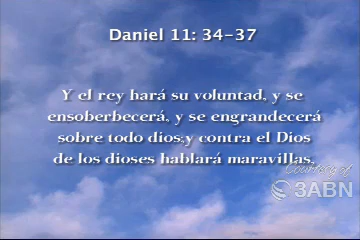 Daniel 11: 34-37
Y el rey hará su voluntad, y se
ensoberbecerá, y se engrandecerá
sobre todo dios;y contra el Dios
de los dioses hablará maravillas,
Courtesy of
3ABN